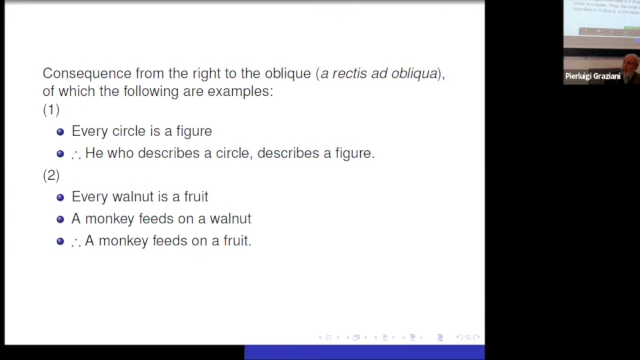 Consequence from the right to the oblique (a rectis ad obliqua),
of which the following are examples:
(1)
Every circle is a figure
∴ He who describes a circle, describes a figure.
(2)
Every walnut is a fruit
A monkey feeds on a walnut
∴ A monkey feeds on a fruit.
Pierluigi Graziani